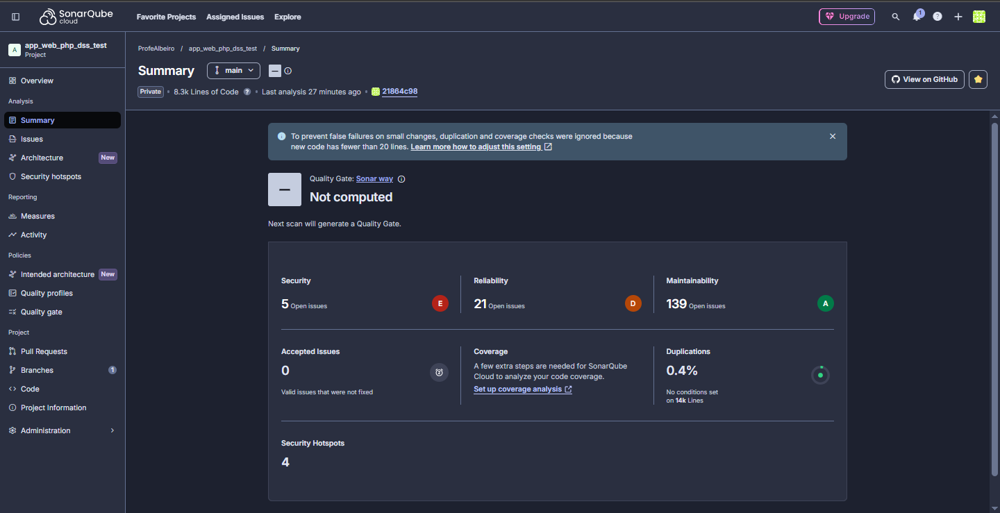 SonarQube
cloud
Favorite Projects
Assigned Issues
Explore
Upgrade
1
?
A
app_web_php_dss_test
Project
Overview
Analysis
Summary
Issues
Architecture
New
Security hotspots
Reporting
Measures
Activity
Policies
Intended architecture
New
Quality profiles
Quality gate
Project
Pull Requests
Branches
1
Code
Project Information
Administration
ProfeAlbeiro / app_web_php_dss_test / Summary
Summary
main
Private • 8.3k Lines of Code ? • Last analysis 27 minutes ago • 21864c98
View on GitHub
To prevent false failures on small changes, duplication and coverage checks were ignored because
new code has fewer than 20 lines. Learn more how to adjust this setting
Quality Gate: Sonar way
Not computed
Next scan will generate a Quality Gate.
Security
5 Open issues
E
Reliability
21 Open issues
D
Maintainability
139 Open issues
A
Accepted Issues
0
Valid issues that were not fixed
Coverage
A few extra steps are needed for SonarQube
Cloud to analyze your code coverage.
Set up coverage analysis
Duplications
0.4%
No conditions set
on 14k Lines
Security Hotspots
4